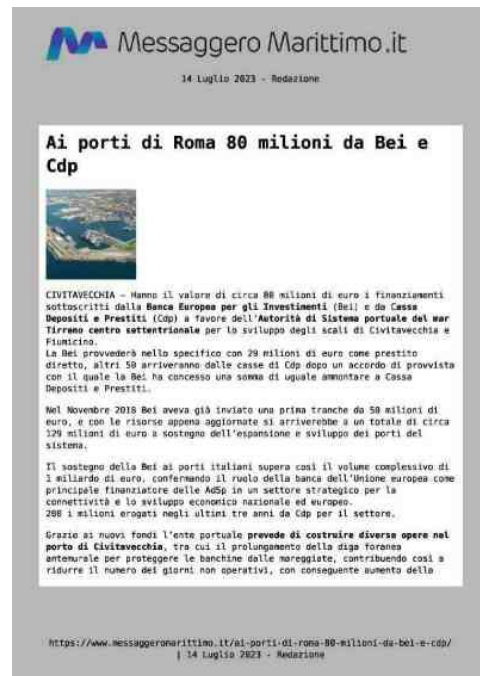 Messaggero Marittimo.it
14 Luglio 2023 - Redazione
Ai porti di Roma 80 milioni da Bei e
Cdp
CIVITAVECCHIA – Hanno il valore di circa 80 milioni di euro i finanziamenti
sottoscritti dalla Banca Europea per gli Investimenti (Bei) e da Cassa
Depositi e Prestiti (Cdp) a favore dell'Autorità di Sistema portuale del mar
Tirreno centro settentrionale per lo sviluppo degli scali di Civitavecchia e
Fiumicino.
La Bei provvederà nello specifico con 29 milioni di euro come prestito
diretto, altri 50 arriveranno dalle casse di Cdp dopo un accordo di provvista
con il quale la Bei ha concesso una somma di uguale ammontare a Cassa
Depositi e Prestiti.
Nel Novembre 2018 Bei aveva già inviato una prima tranche da 50 milioni di
euro, e con le risorse appena aggiornate si arriverebbe a un totale di circa
129 milioni di euro a sostegno dell'espansione e sviluppo dei porti del
sistema.
Il sostegno della Bei ai porti italiani supera così il volume complessivo di
1 miliardo di euro, confermando il ruolo della banca dell'Unione europea come
principale finanziatore delle AdSp in un settore strategico per la
connettività e lo sviluppo economico nazionale ed europeo.
200 i milioni erogati negli ultimi tre anni da Cdp per il settore.
Grazie ai nuovi fondi l'ente portuale prevede di costruire diverse opere nel
porto di Civitavecchia, tra cui il prolungamento della diga foranea
antemurale per proteggere le banchine dalle mareggiate, contribuendo così a
ridurre il numero dei giorni non operativi, con conseguente aumento della
https://www.messaggeromarittimo.it/ai-porti-di-roma-80-milioni-da-bei-e-cdp/
| 14 Luglio 2023 - Redazione